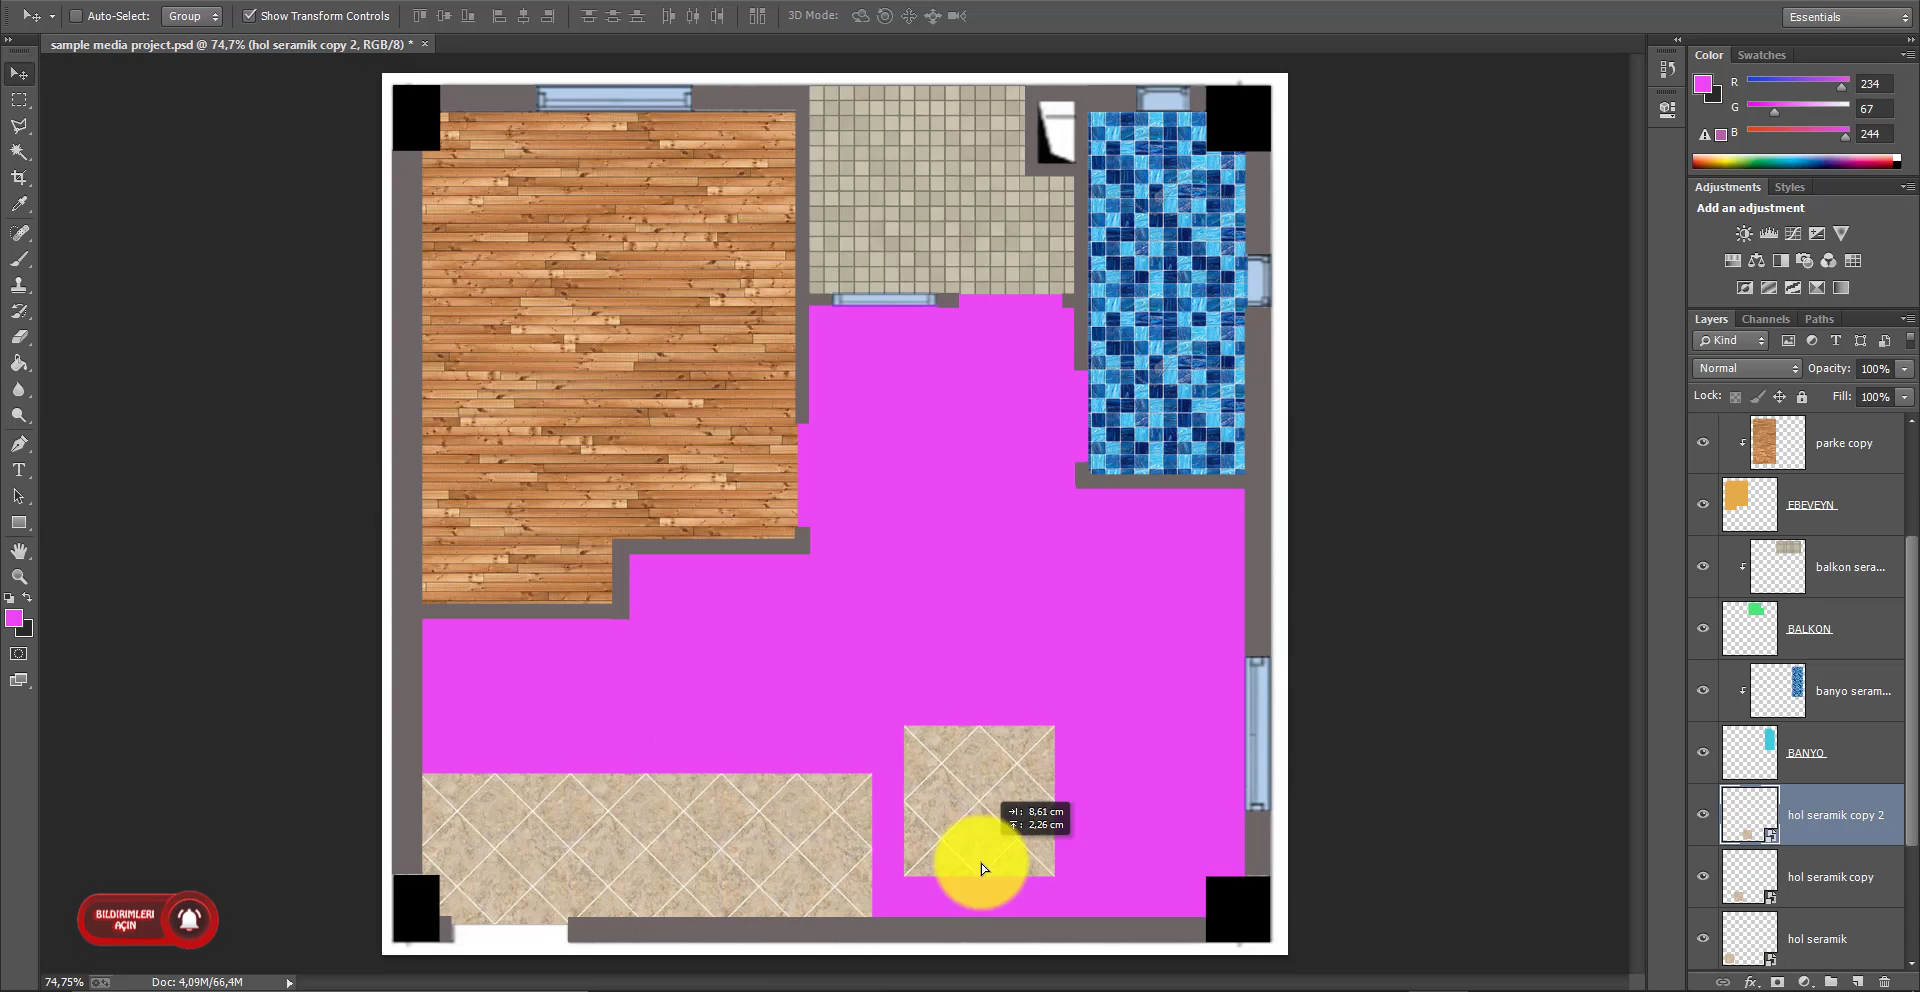 Auto-Select: Group Show Transform Controls 3D Mode: Essentials
sample media project.psd @ 74,7% (hol seramik copy 2, RGB/8) * ×
Color Swatches
R 234
G 67
B 244
Adjustments Styles
Add an adjustment
Layers Channels Paths
Kind
Normal Opacity: 100%
Lock: Fill: 100%
parke copy
EBEVEYN
balkon sera...
BALKON
banyo seram...
BANYO
hol seramik copy 2
hol seramik copy
hol seramik
8,61 cm
2,26 cm
BILDIRIMLERI
AÇIN
74,75% Doc: 4,09M/66,4M